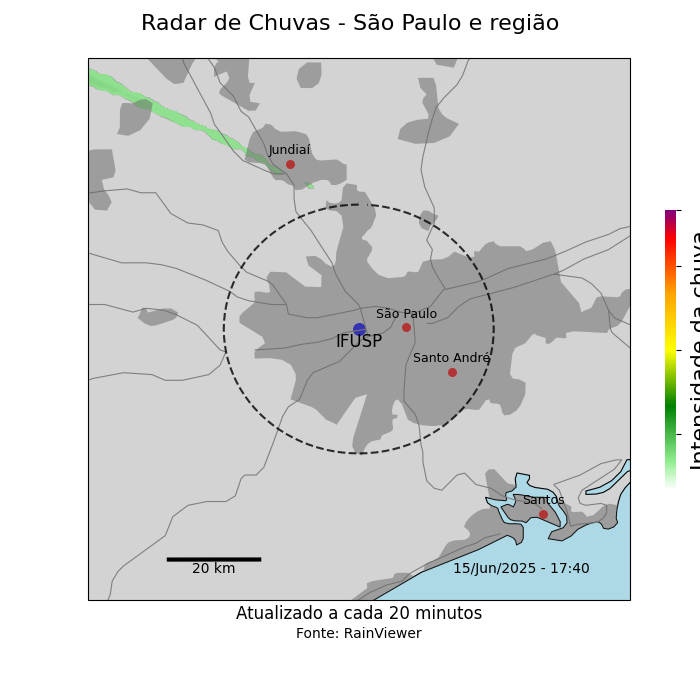 Radar de Chuvas - São Paulo e região
Jundiaí
São Paulo
IFUSP
Santo André
Santos
20 km
15/Jun/2025 - 17:40
Intensidade da chuva
Atualizado a cada 20 minutos
Fonte: RainViewer